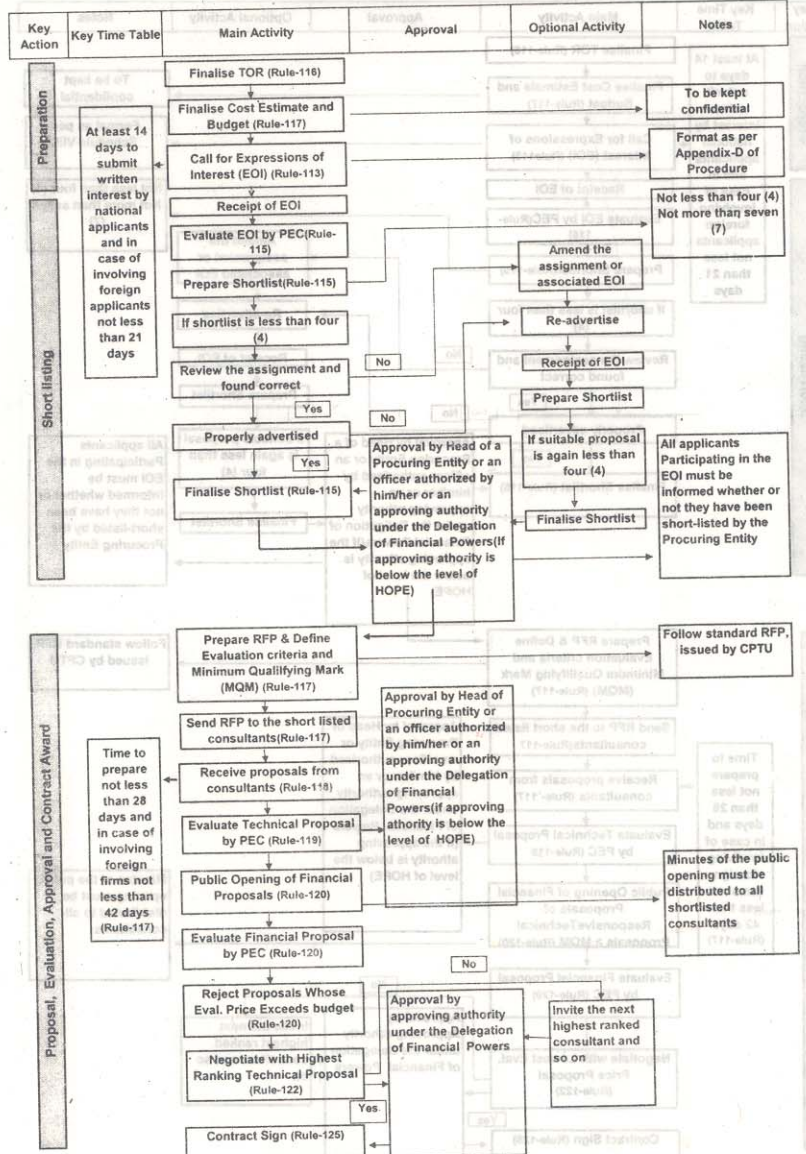 Key
Action
Key Time Table
Main Activity
Approval
Optional Activity
Notes
Preparation
Short listing
At least 14
days to
submit
written
interest by
national
applicants
and in
case of
involving
foreign
applicants
not less
than 21
days
Finalise TOR (Rule-116)
Finalise Cost Estimate and
Budget (Rule-117)
Call for Expressions of
Interest (EOI) (Rule-113)
Receipt of EOI
Evaluate EOI by PEC(Rule-
115)
Prepare Shortlist(Rule-115)
If shortlist is less than four
(4)
Review the assignment and
found correct
No
Yes
Properly advertised
No
Yes
Finalise Shortlist (Rule-115)
Approval by Head of a
Procuring Entity or an
officer authorized by
him/her or an
approving authority
under the Delegation
of Financial Powers(If
approving athority is
below the level of
HOPE)
Amend the
assignment or
associated EOI
Re-advertise
Receipt of EOI
Prepare Shortlist
If suitable proposal
is again less than
four (4)
Finalise Shortlist
To be kept
confidential
Format as per
Appendix-D of
Procedure
Not less than four (4)
Not more than seven
(7)
All applicants
Participating in the
EOI must be
informed whether or
not they have been
short-listed by the
Procuring Entity
Proposal, Evaluation, Approval and Contract Award
Time to
prepare
not less
than 28
days and
in case of
involving
foreign
firms not
less than
42 days
(Rule-117)
Prepare RFP & Define
Evaluation criteria and
Minimum Qualilfying Mark
(MQM) (Rule-117)
Send RFP to the short listed
consultants(Rule-117)
Receive proposals from
consultants (Rule-118)
Evaluate Technical Proposal
by PEC (Rule-119)
Public Opening of Financial
Proposals (Rule-120)
Evaluate Financial Proposal
by PEC (Rule-120)
Reject Proposals Whose
Eval. Price Exceeds budget
(Rule-120)
Negotiate with Highest
Ranking Technical Proposal
(Rule-122)
Contract Sign (Rule-125)
Approval by Head of
Procuring Entity or
an officer authorized
by him/her or an
approving authority
under the Delegation
of Financial
Powers(if approving
athority is below the
level of HOPE)
No
Approval by
approving authority
under the Delegation
of Financial Powers
Yes
Invite the next
highest ranked
consultant and
so on
Follow standard RFP,
issued by CPTU
Minutes of the public
opening must be
distributed to all
shortlisted
consultants